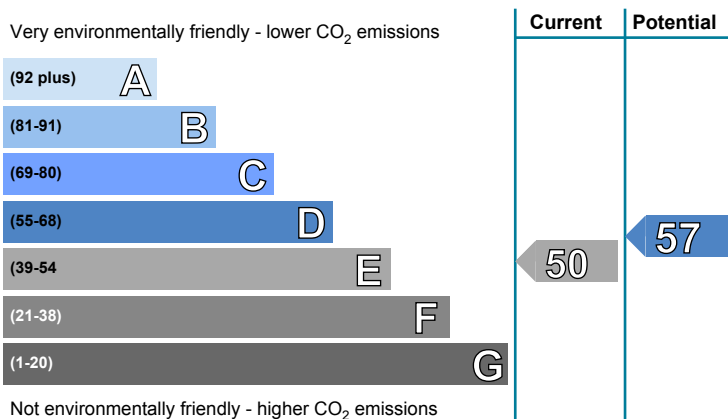 Very environmentally friendly - lower CO2 emissions
Current
Potential
(92 plus) A
(81-91) B
(69-80) C
(55-68) D
57
(39-54 E
50
(21-38) F
(1-20) G
Not environmentally friendly - higher CO2 emissions